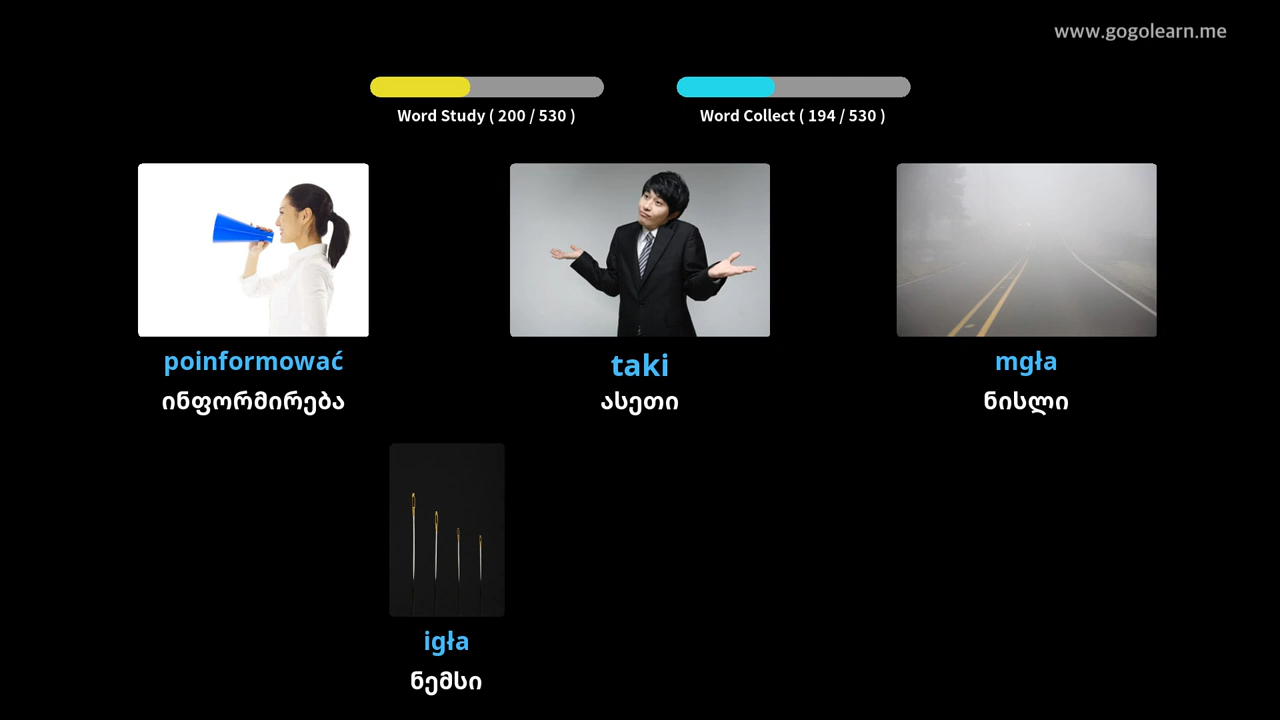 www.gogolearn.me
Word Study ( 200 / 530 )
Word Collect ( 194 / 530 )
poinformować
ინფორმირება
taki
ასეთი
mgła
ნისლი
igła
ნემსი